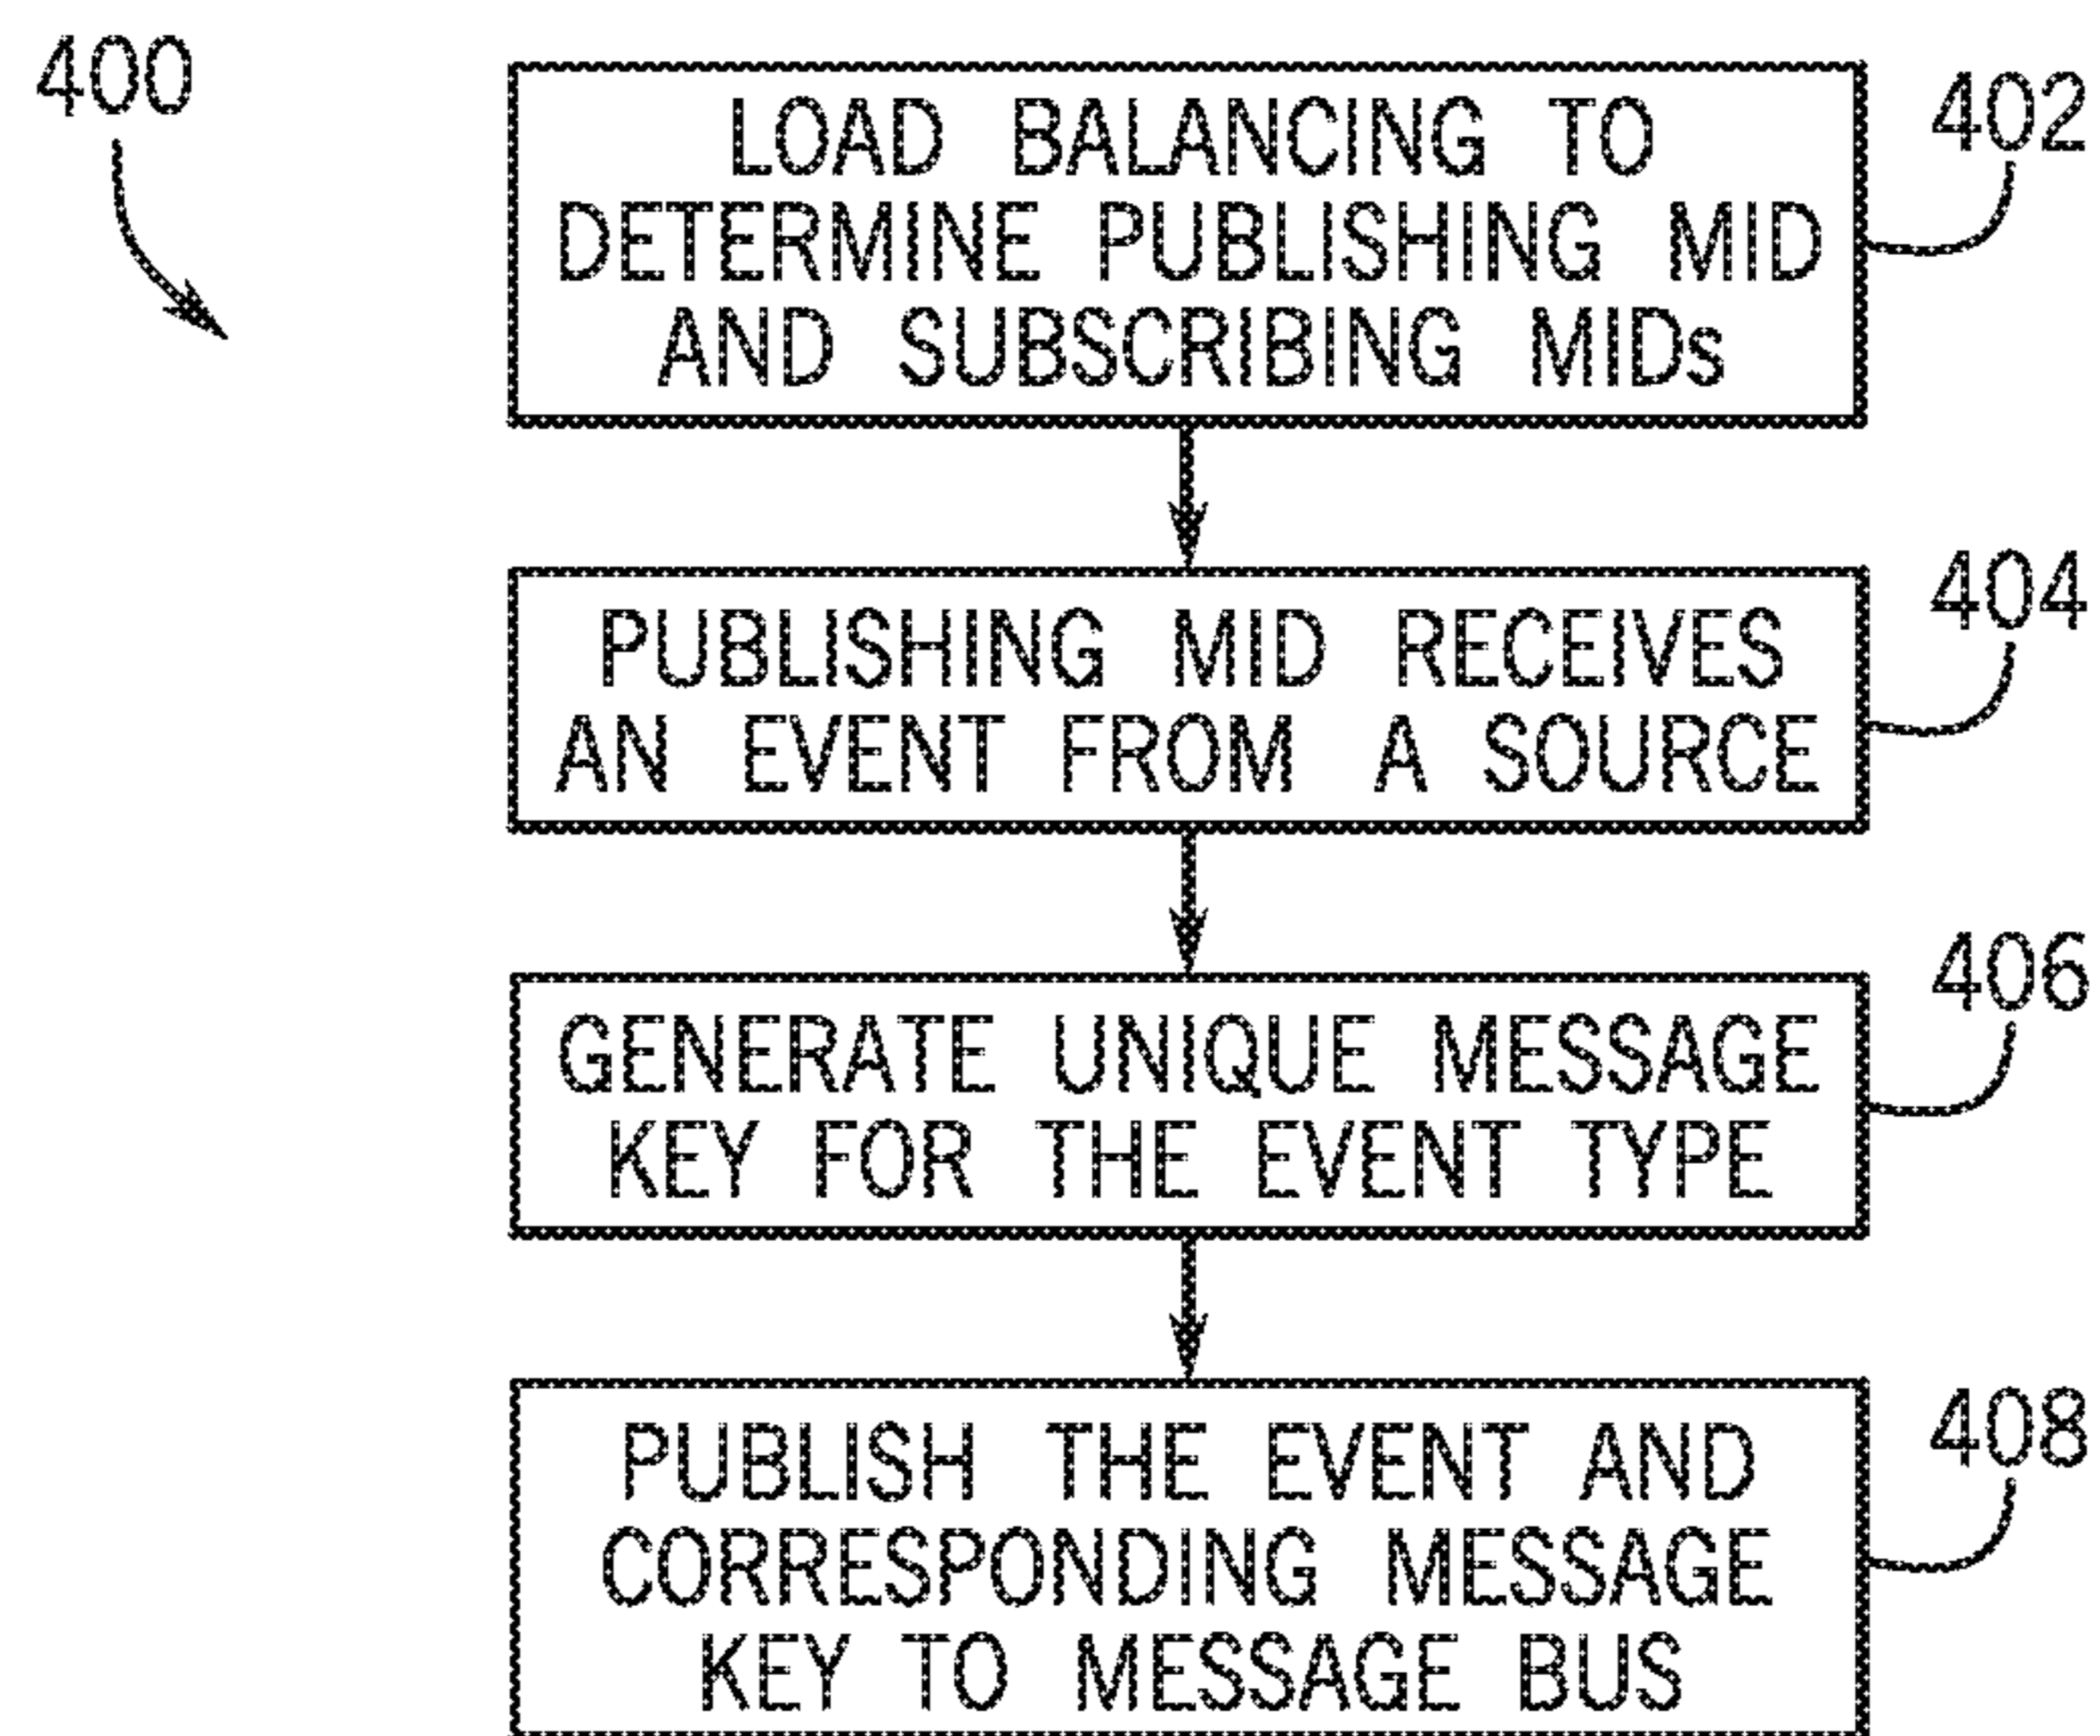 400
LOAD BALANCING TO
DETERMINE PUBLISHING MID
AND SUBSCRIBING MIDs
402
PUBLISHING MID RECEIVES
AN EVENT FROM A SOURCE
404
GENERATE UNIQUE MESSAGE
KEY FOR THE EVENT TYPE
406
PUBLISH THE EVENT AND
CORRESPONDING MESSAGE
KEY TO MESSAGE BUS
408